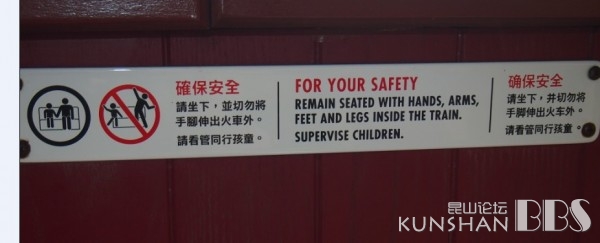 確保安全
請坐下，並切勿將
手腳伸出火車外。
請看管同行孩童。
FOR YOUR SAFETY
REMAIN SEATED WITH HANDS, ARMS,
FEET AND LEGS INSIDE THE TRAIN.
SUPERVISE CHILDREN.
确保安全
请坐下，并切勿将
手脚伸出火车外。
请看管同行孩童。
昆山论坛
KUNSHAN BBS